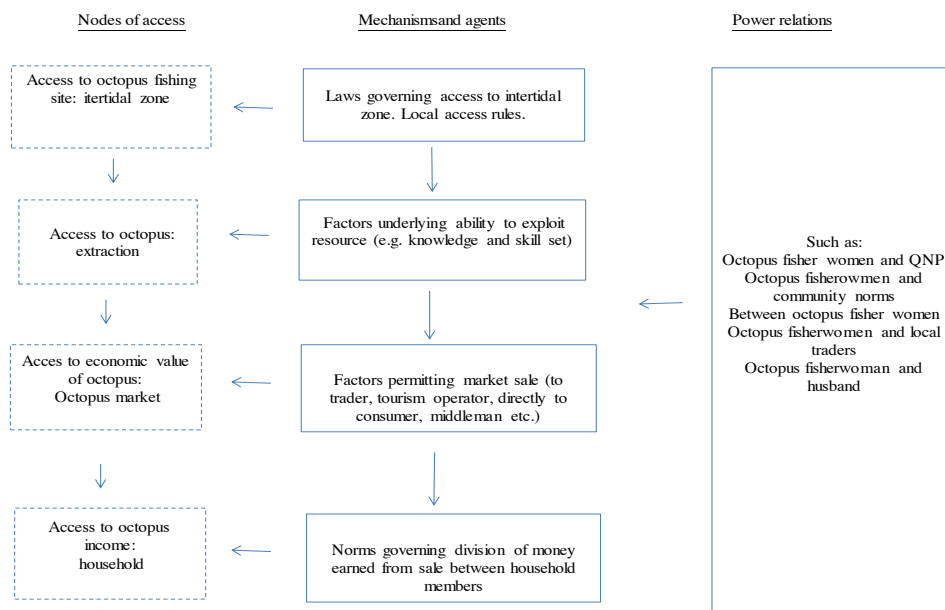 Nodes of access
Mechanismsand agents
Power relations
Access to octopus fishing
site: itertidal zone
Laws governing access to intertidal
zone. Local access rules.
Access to octopus:
extraction
Factors underlying ability to exploit
resource (e.g. knowledge and skill set)
Acces to economic value
of octopus:
Octopus market
Factors permitting market sale (to
trader, tourism operator, directly to
consumer, middleman etc.)
Access to octopus
income:
household
Norms governing division of money
earned from sale between household
members
Such as:
Octopus fisher women and QNP
Octopus fisherowmen and
community norms
Between octopus fisher women
Octopus fisherwomen and local
traders
Octopus fisherwoman and
husband